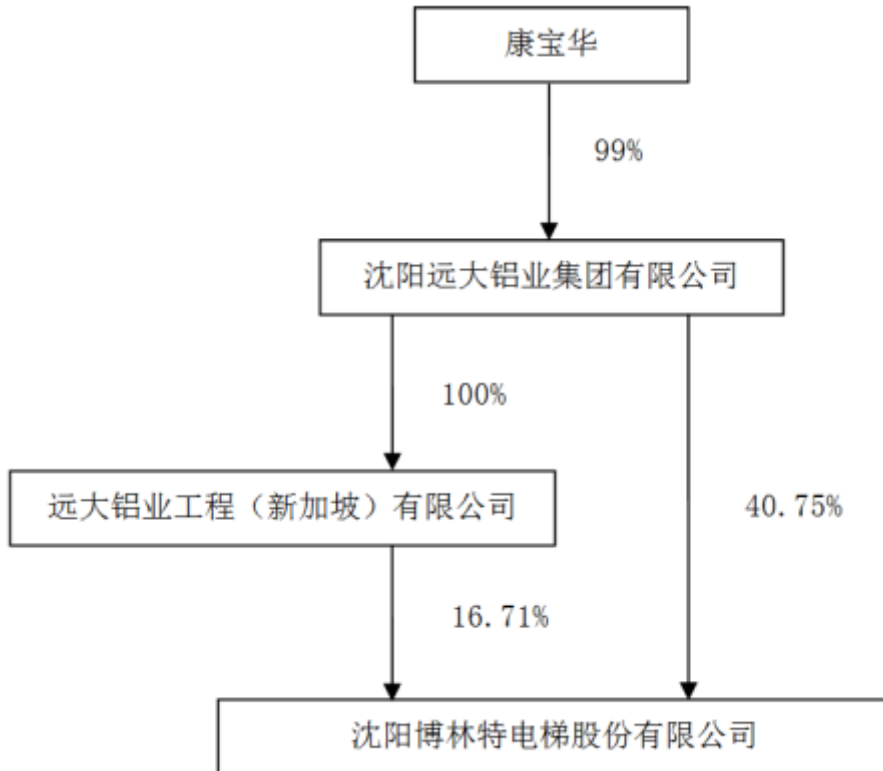 康宝华
99%
沈阳远大铝业集团有限公司
100%
远大铝业工程（新加坡）有限公司
40.75%
16.71%
沈阳博林特电梯股份有限公司